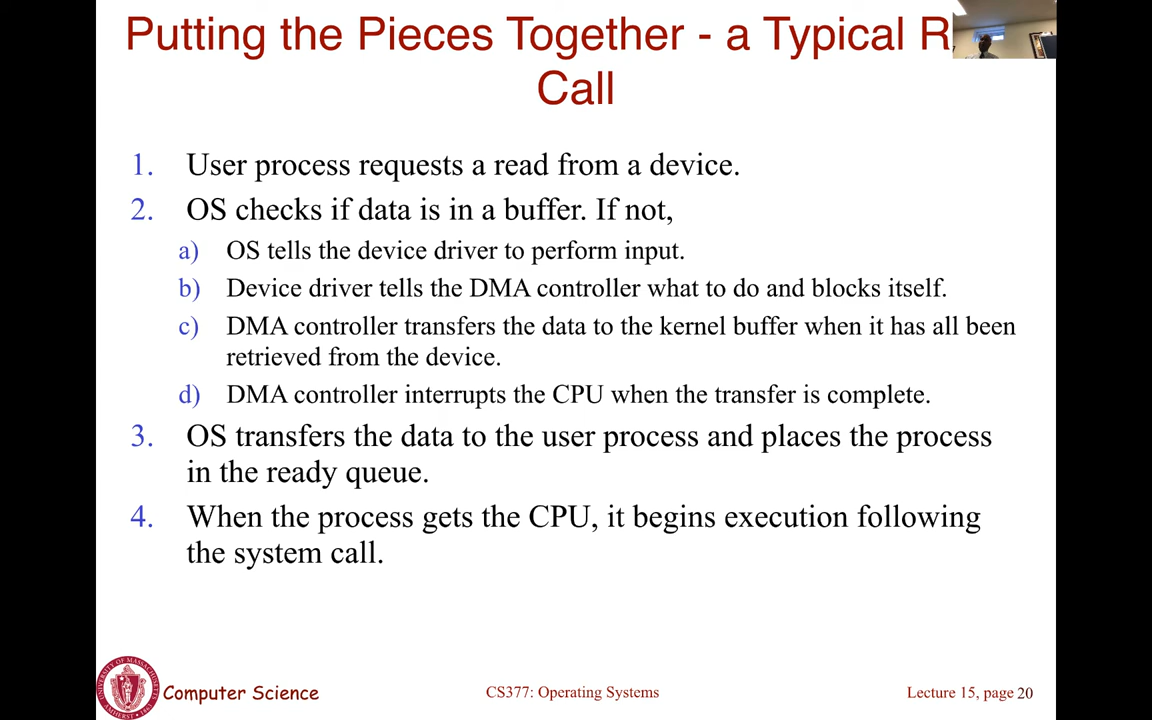 Putting the Pieces Together - a Typical R
Call
1. User process requests a read from a device.
2. OS checks if data is in a buffer. If not,
a) OS tells the device driver to perform input.
b) Device driver tells the DMA controller what to do and blocks itself.
c) DMA controller transfers the data to the kernel buffer when it has all been
retrieved from the device.
d) DMA controller interrupts the CPU when the transfer is complete.
3. OS transfers the data to the user process and places the process
in the ready queue.
4. When the process gets the CPU, it begins execution following
the system call.
UNIVERSITY OF MASSACHUSETTS
AMHERST • 1863
Computer Science
CS377: Operating Systems
Lecture 15, page 20